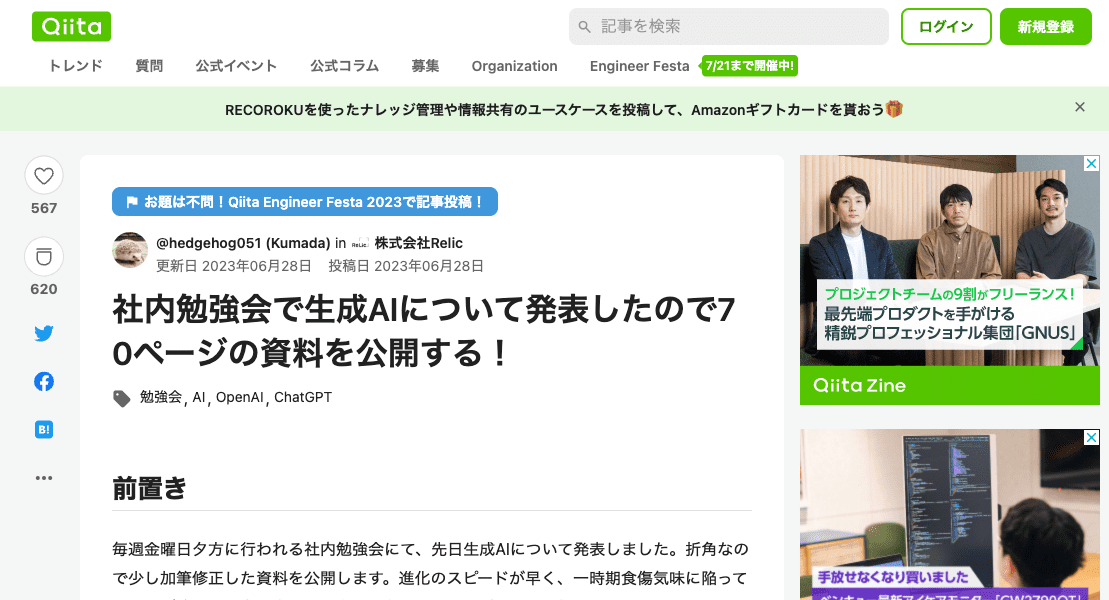 Qiita
記事を検索
ログイン
新規登録
トレンド 質問 公式イベント 公式コラム 募集 Organization Engineer Festa 7/21まで開催中!
RECOROKUを使ったナレッジ管理や情報共有のユースケースを投稿して、Amazonギフトカードを貰おう🎁
567
620
B!
お題は不問！Qiita Engineer Festa 2023で記事投稿！
@hedgehog051 (Kumada) in 株式会社Relic
更新日 2023年06月28日 投稿日 2023年06月28日
社内勉強会で生成AIについて発表したので7
0ページの資料を公開する！
勉強会, AI, OpenAI, ChatGPT
前置き
毎週金曜日夕方に行われる社内勉強会にて、先日生成AIについて発表しました。折角なの
で少し加筆修正した資料を公開します。進化のスピードが早く、一時期食傷気味に陥って
プロジェクトチームの9割がフリーランス！
最先端プロダクトを手がける
精鋭プロフェッショナル集団「GNUS」
Qiita Zine
手放せなくなり買いました